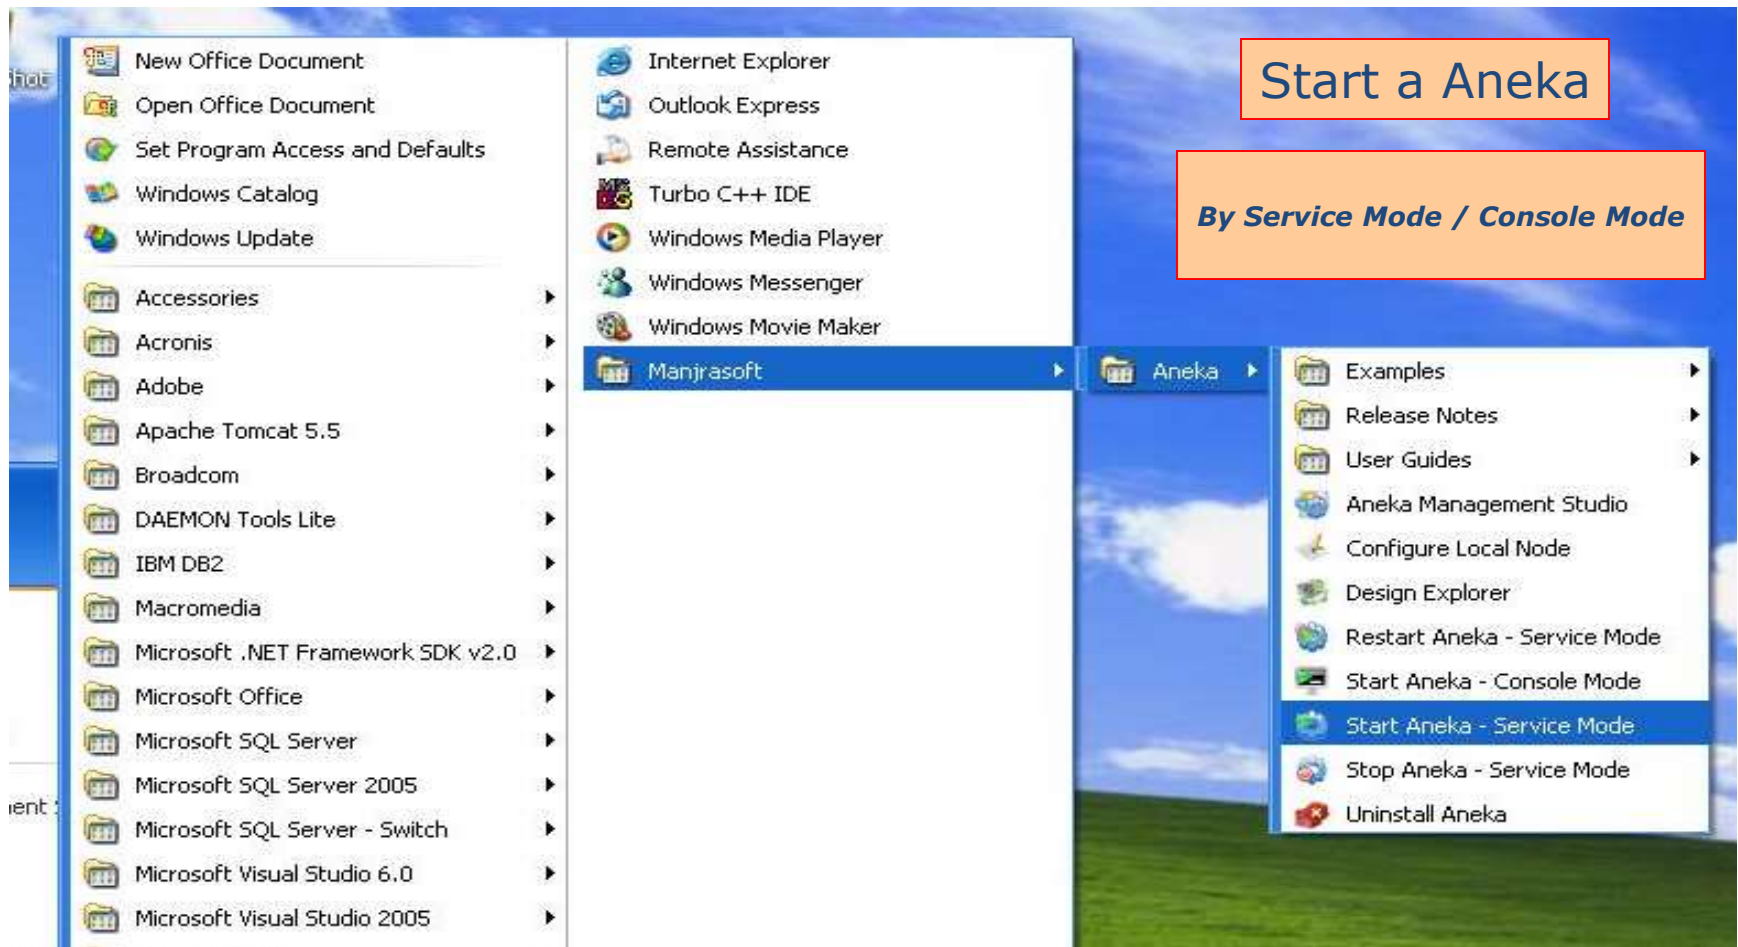 Start a Aneka
By Service Mode / Console Mode
New Office Document
Open Office Document
Set Program Access and Defaults
Windows Catalog
Windows Update
Accessories
Acronis
Adobe
Apache Tomcat 5.5
Broadcom
DAEMON Tools Lite
IBM DB2
Macromedia
Microsoft .NET Framework SDK v2.0
Microsoft Office
Microsoft SQL Server
Microsoft SQL Server 2005
Microsoft SQL Server - Switch
Microsoft Visual Studio 6.0
Microsoft Visual Studio 2005
Internet Explorer
Outlook Express
Remote Assistance
Turbo C++ IDE
Windows Media Player
Windows Messenger
Windows Movie Maker
Manjrasoft
Aneka
Examples
Release Notes
User Guides
Aneka Management Studio
Configure Local Node
Design Explorer
Restart Aneka - Service Mode
Start Aneka - Console Mode
Start Aneka - Service Mode
Stop Aneka - Service Mode
Uninstall Aneka